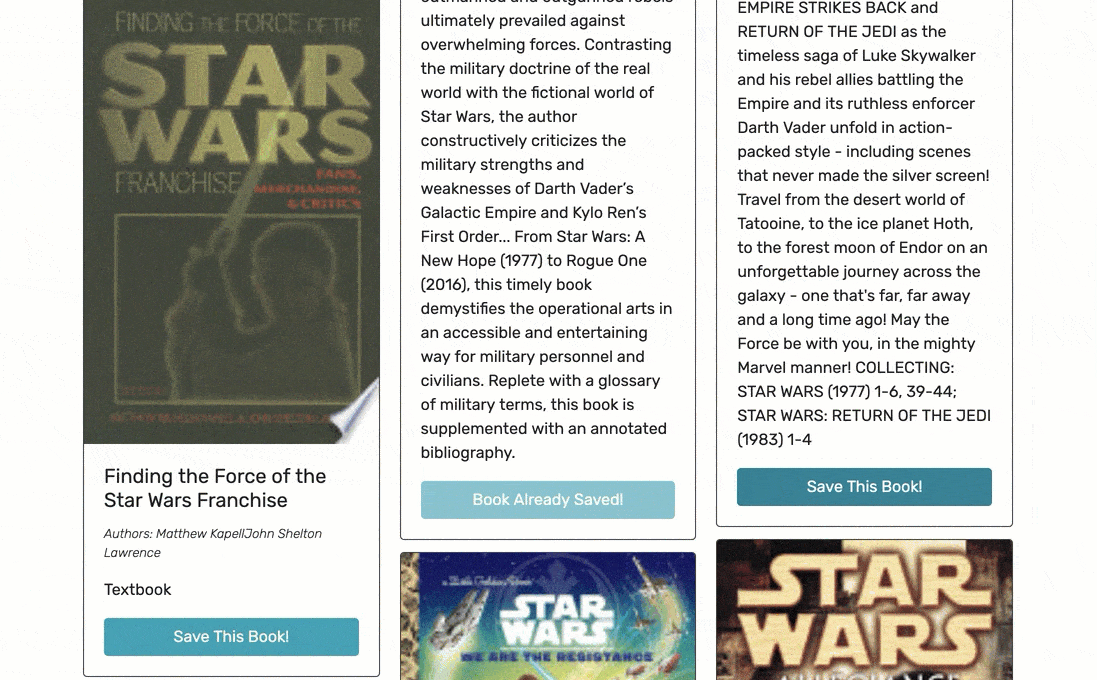 FINDING THE FORCE OF THE
STAR
WARS
FRANCHISE
FANS,
MERCHANDISE,
& CRITICS
Finding the Force of the
Star Wars Franchise
Authors: Matthew KapellJohn Shelton
Lawrence
Textbook
Save This Book!
ultimately prevailed against
overwhelming forces. Contrasting
the military doctrine of the real
world with the fictional world of
Star Wars, the author
constructively criticizes the
military strengths and
weaknesses of Darth Vader’s
Galactic Empire and Kylo Ren’s
First Order... From Star Wars: A
New Hope (1977) to Rogue One
(2016), this timely book
demystifies the operational arts in
an accessible and entertaining
way for military personnel and
civilians. Replete with a glossary
of military terms, this book is
supplemented with an annotated
bibliography.
Book Already Saved!
a Little Golden Book
STAR
WARS
WE ARE THE RESISTANCE
EMPIRE STRIKES BACK and
RETURN OF THE JEDI as the
timeless saga of Luke Skywalker
and his rebel allies battling the
Empire and its ruthless enforcer
Darth Vader unfold in action-
packed style - including scenes
that never made the silver screen!
Travel from the desert world of
Tatooine, to the ice planet Hoth,
to the forest moon of Endor on an
unforgettable journey across the
galaxy - one that's far, far away
and a long time ago! May the
Force be with you, in the mighty
Marvel manner! COLLECTING:
STAR WARS (1977) 1-6, 39-44;
STAR WARS: RETURN OF THE JEDI
(1983) 1-4
Save This Book!
STAR
WARS